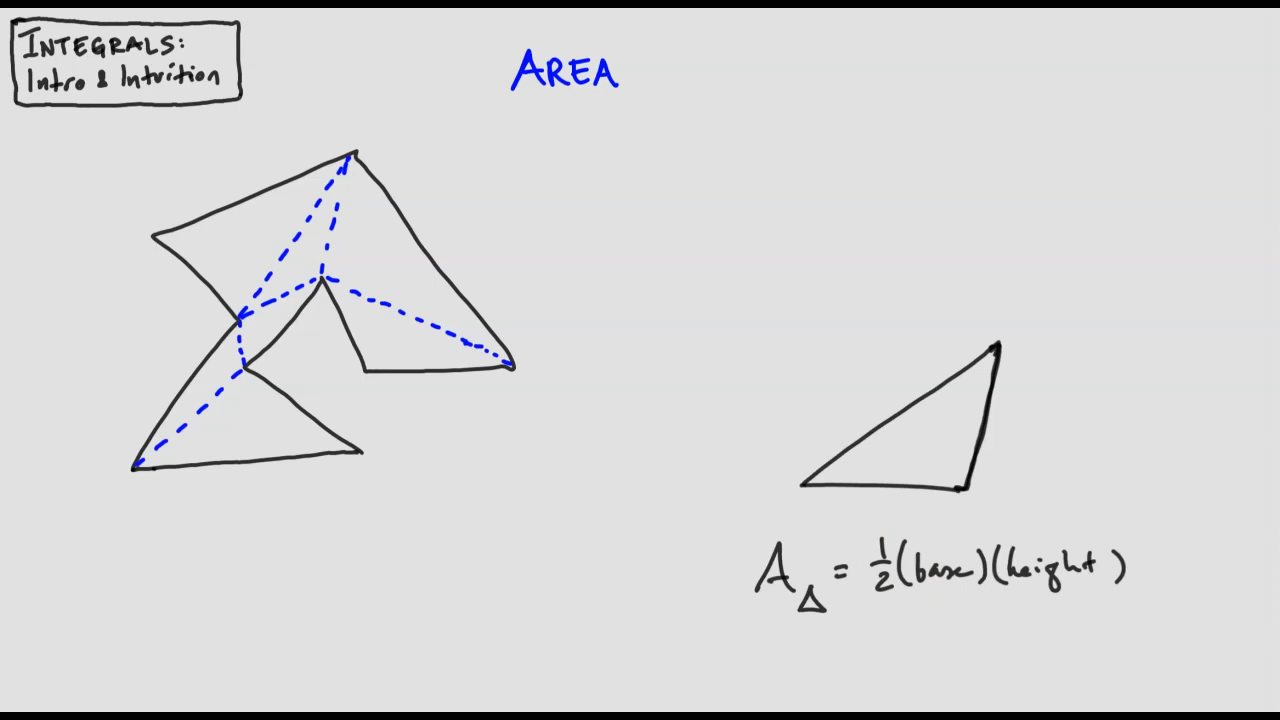 INTEGRALS:
Intro & Intuition
AREA
A△ = 1/2 (base)(height)